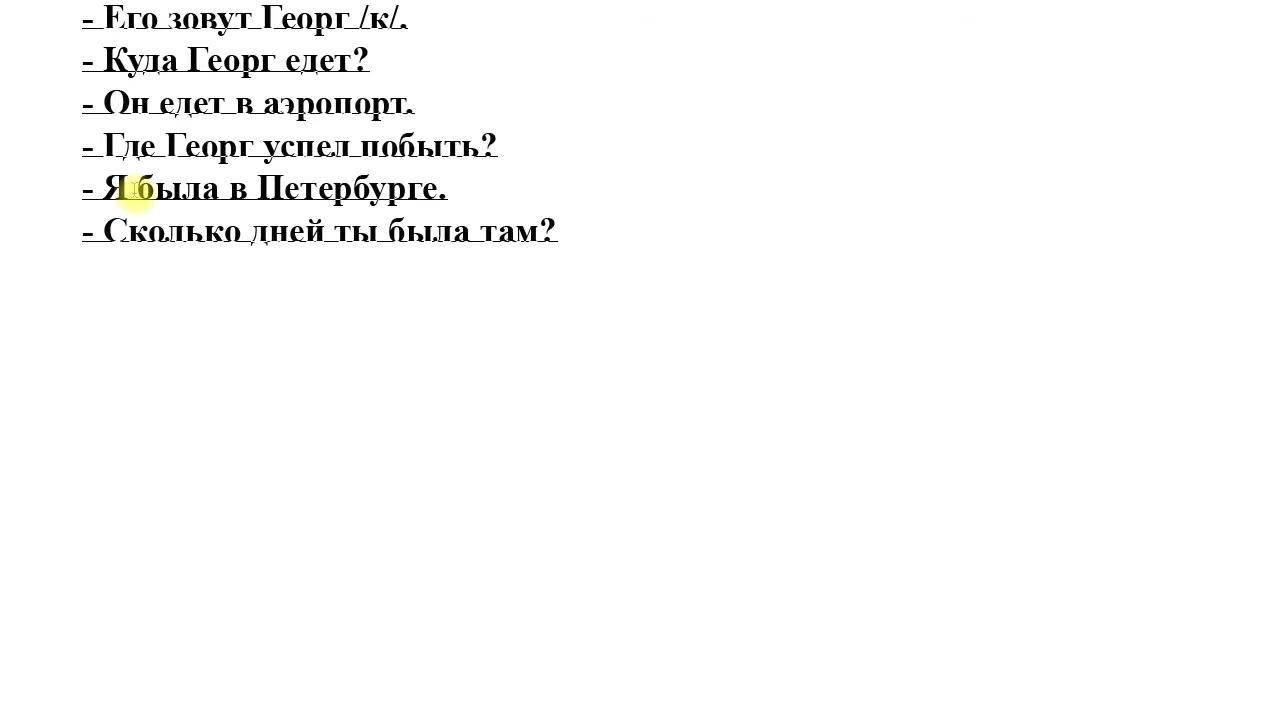 - Его зовут Георг /к/.
- Куда Георг едет?
- Он едет в аэропорт.
- Где Георг успел побыть?
- Я была в Петербурге.
- Сколько дней ты была там?